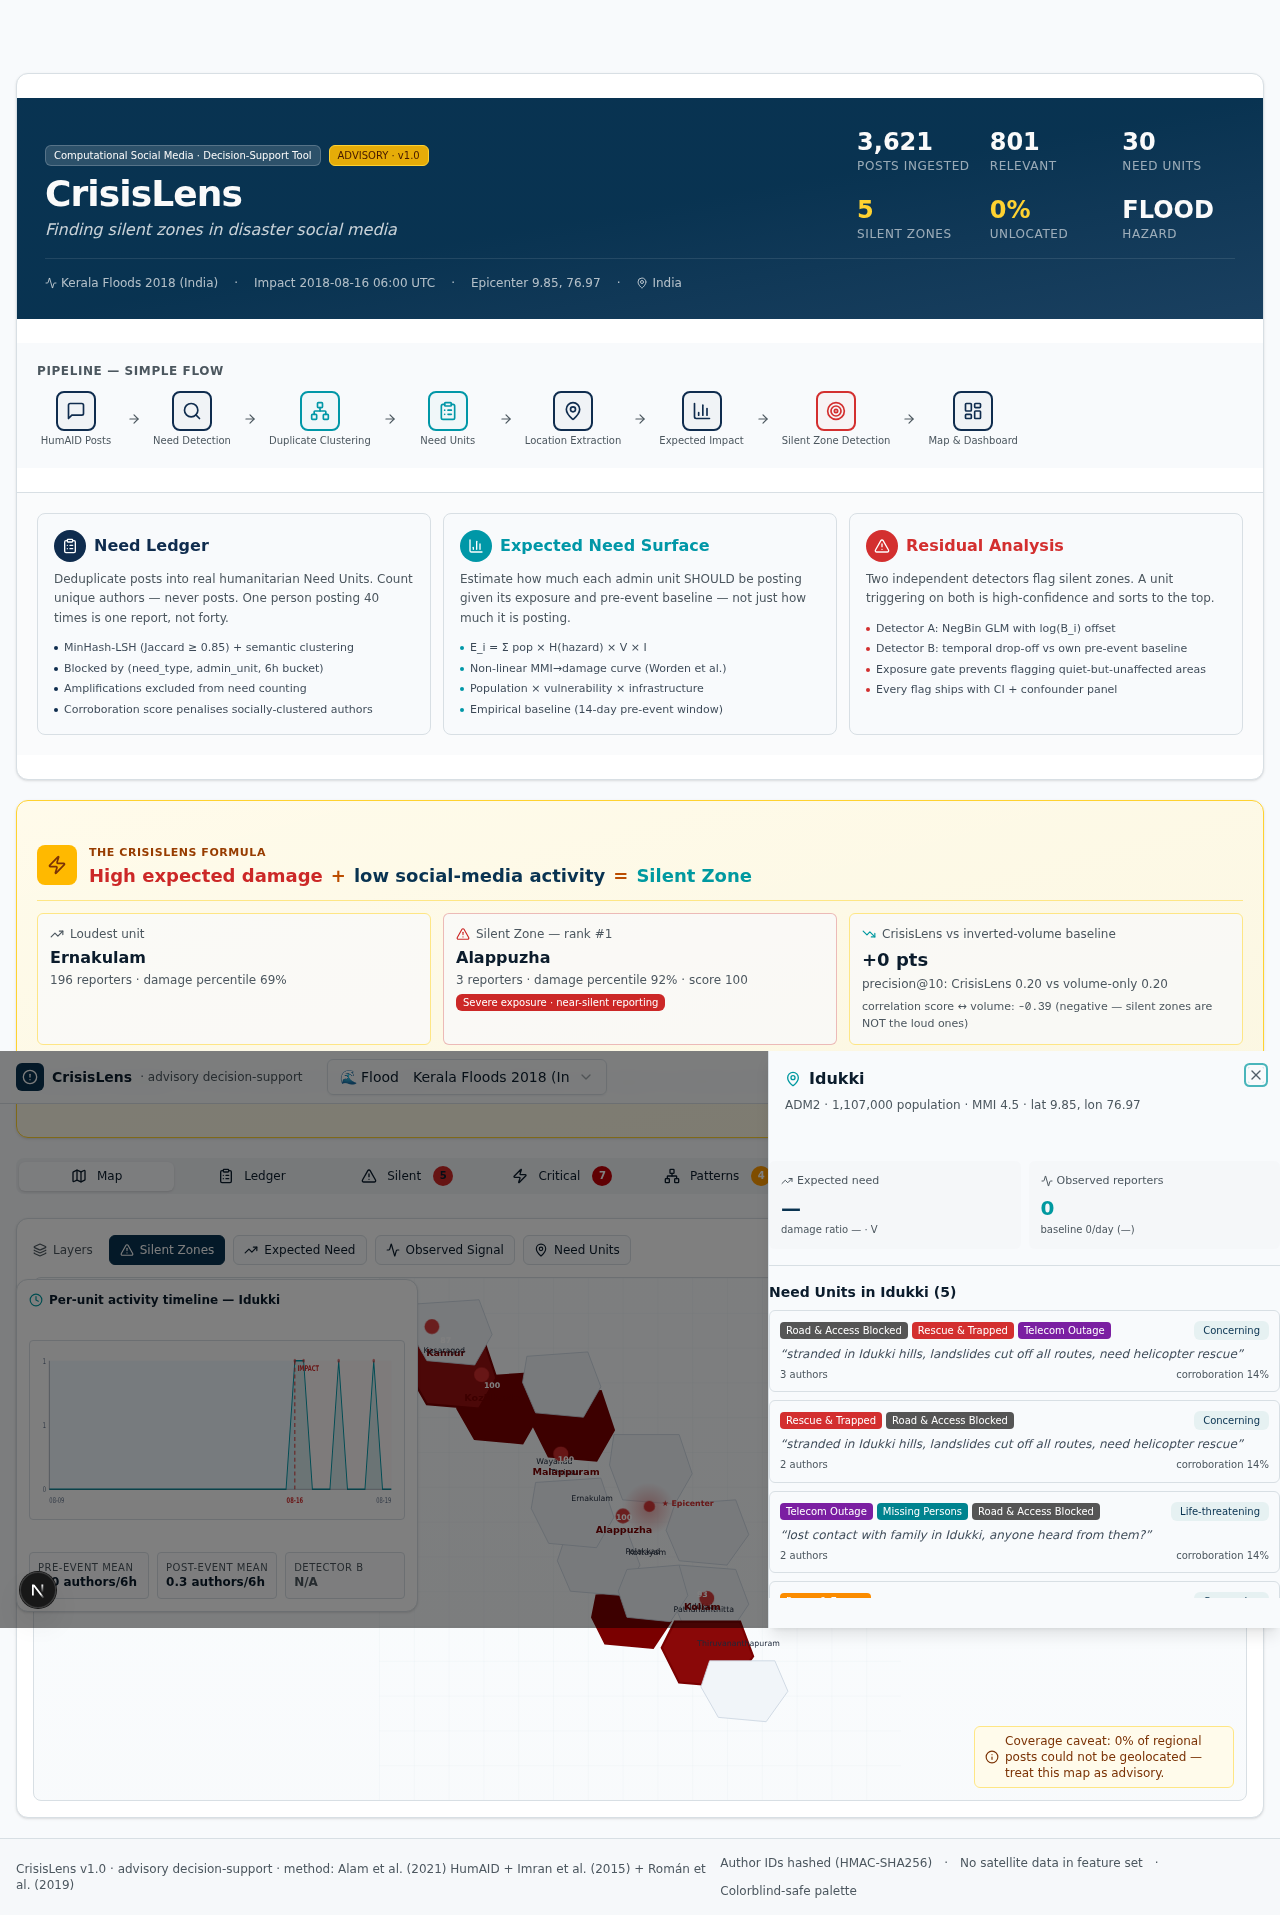 Computational Social Media · Decision-Support Tool
ADVISORY · v1.0
CrisisLens
Finding silent zones in disaster social media
3,621
POSTS INGESTED
801
RELEVANT
30
NEED UNITS
5
SILENT ZONES
0%
UNLOCATED
FLOOD
HAZARD
Kerala Floods 2018 (India) · Impact 2018-08-16 06:00 UTC · Epicenter 9.85, 76.97 · India
PIPELINE — SIMPLE FLOW
HumAID Posts
Need Detection
Duplicate Clustering
Need Units
Location Extraction
Expected Impact
Silent Zone Detection
Map & Dashboard
Need Ledger
Deduplicate posts into real humanitarian Need Units. Count
unique authors — never posts. One person posting 40
times is one report, not forty.
• MinHash-LSH (Jaccard ≥ 0.85) + semantic clustering
• Blocked by (need_type, admin_unit, 6h bucket)
• Amplifications excluded from need counting
• Corroboration score penalises socially-clustered authors
Expected Need Surface
Estimate how much each admin unit SHOULD be posting
given its exposure and pre-event baseline — not just how
much it is posting.
• E_i = Σ pop × H(hazard) × V × I
• Non-linear MMI→damage curve (Worden et al.)
• Population × vulnerability × infrastructure
• Empirical baseline (14-day pre-event window)
Residual Analysis
Two independent detectors flag silent zones. A unit
triggering on both is high-confidence and sorts to the top.
• Detector A: NegBin GLM with log(B_i) offset
• Detector B: temporal drop-off vs own pre-event baseline
• Exposure gate prevents flagging quiet-but-unaffected areas
• Every flag ships with CI + confounder panel
THE CRISISLENS FORMULA
High expected damage + low social-media activity = Silent Zone
Loudest unit
Ernakulam
196 reporters · damage percentile 69%
Silent Zone — rank #1
Alappuzha
3 reporters · damage percentile 92% · score 100
Severe exposure · near-silent reporting
CrisisLens vs inverted-volume baseline
+0 pts
precision@10: CrisisLens 0.20 vs volume-only 0.20
correlation score ↔ volume: -0.39 (negative — silent zones are
NOT the loud ones)
CrisisLens · advisory decision-support
🌊 Flood Kerala Floods 2018 (In
Map
Ledger
Silent 5
Critical 7
Patterns 4
Layers
Silent Zones
Expected Need
Observed Signal
Need Units
Per-unit activity timeline — Idukki
1
1
0
IMPACT
08-09
08-16
08-19
PRE-EVENT MEAN
0 authors/6h
POST-EVENT MEAN
0.3 authors/6h
DETECTOR B
N/A
N
Kasaragod
Kannur
100
Wayanad
100
Malappuram
Ernakulam
★ Epicenter
100
Alappuzha
Kollam
Pathanamthitta
Idukki
ADM2 · 1,107,000 population · MMI 4.5 · lat 9.85, lon 76.97
Expected need
—
damage ratio — · V
Observed reporters
0
baseline 0/day (—)
Need Units in Idukki (5)
Road & Access Blocked Rescue & Trapped Telecom Outage Concerning
“stranded in Idukki hills, landslides cut off all routes, need helicopter rescue”
3 authors corroboration 14%
Rescue & Trapped Road & Access Blocked Concerning
“stranded in Idukki hills, landslides cut off all routes, need helicopter rescue”
2 authors corroboration 14%
Telecom Outage Missing Persons Road & Access Blocked Life-threatening
“lost contact with family in Idukki, anyone heard from them?”
2 authors corroboration 14%
Coverage caveat: 0% of regional
posts could not be geolocated —
treat this map as advisory.
CrisisLens v1.0 · advisory decision-support · method: Alam et al. (2021) HumAID + Imran et al. (2015) + Román et
al. (2019)
Author IDs hashed (HMAC-SHA256) · No satellite data in feature set ·
Colorblind-safe palette